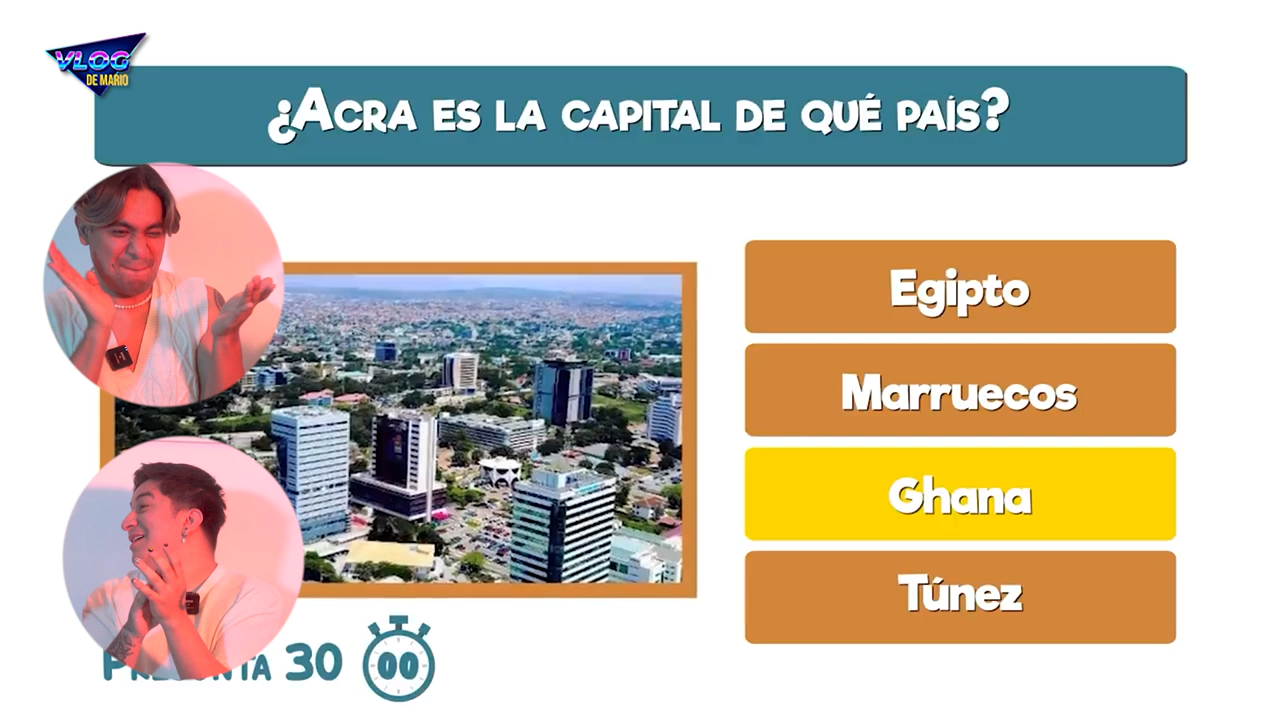 VLOG
DE MARIO
¿ACRA ES LA CAPITAL DE QUÉ PAÍS?
Egipto
Marruecos
Ghana
Túnez
30
00